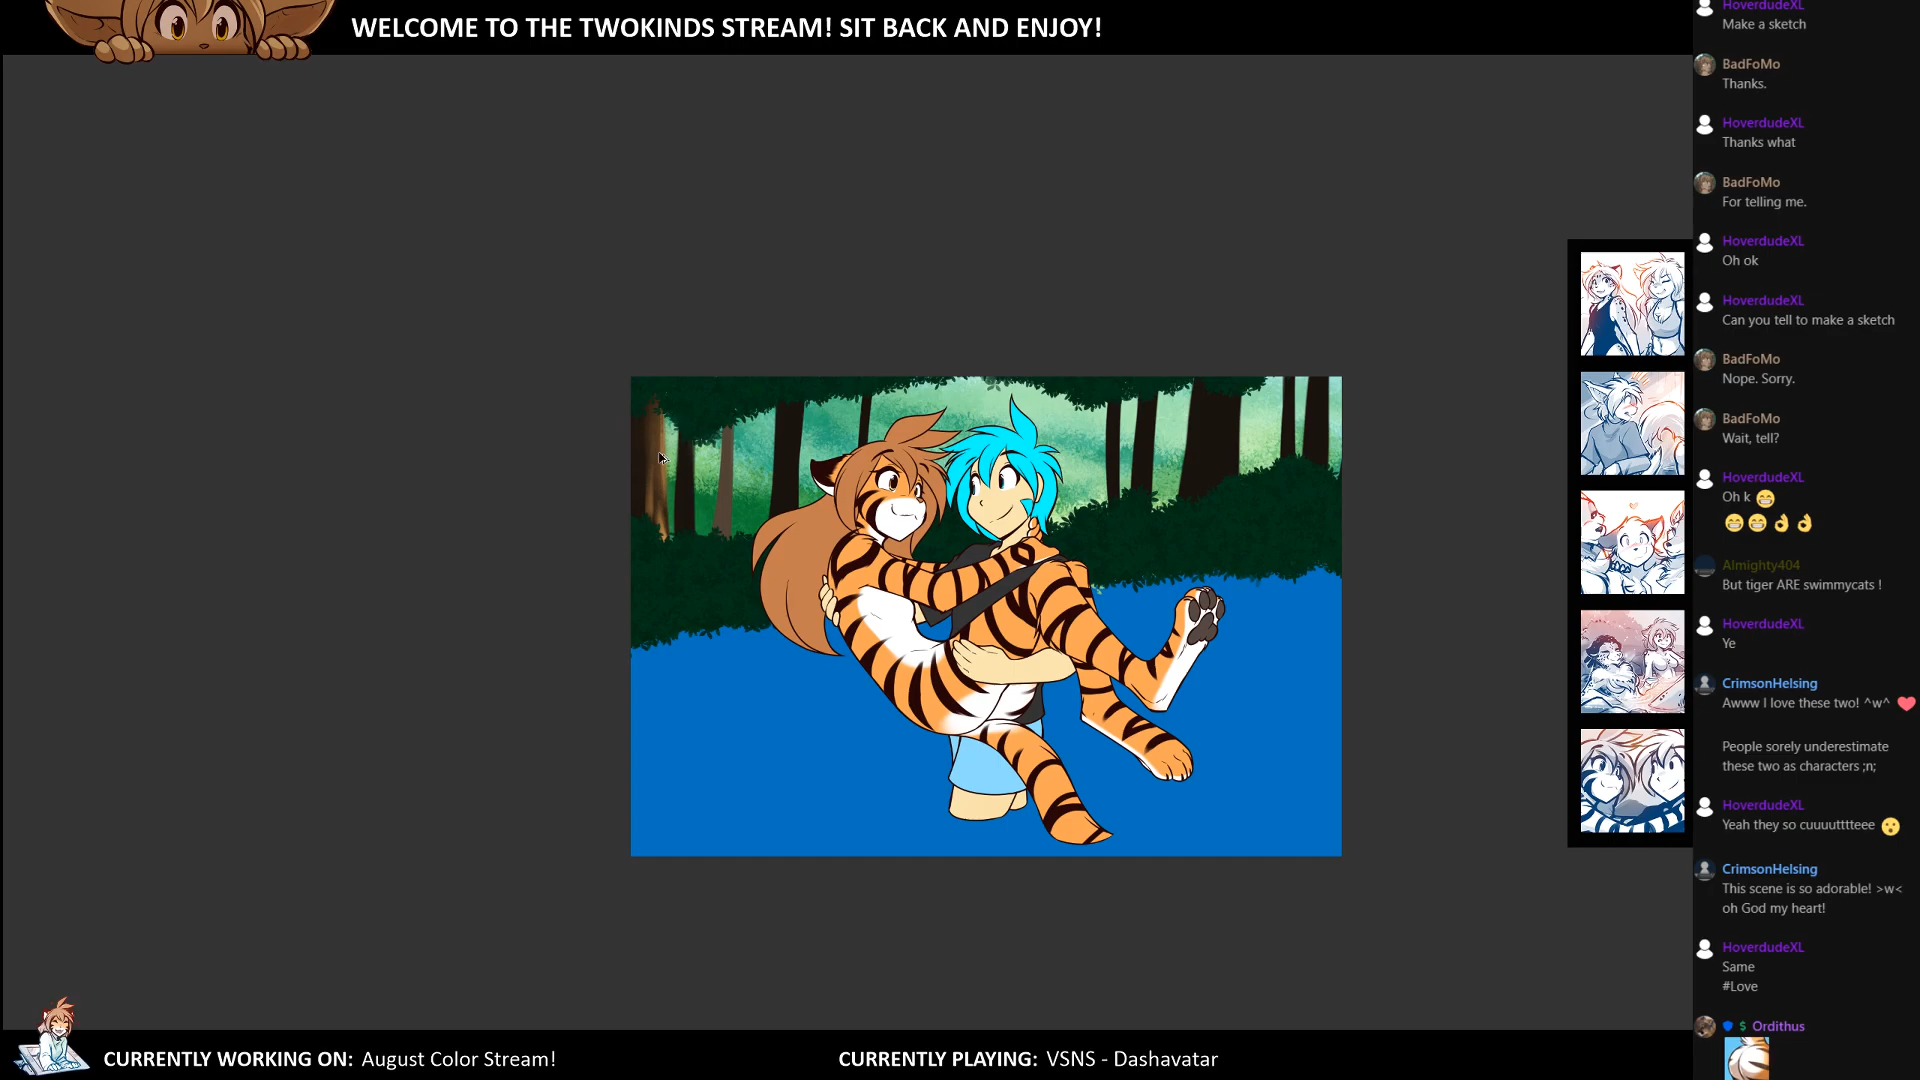 WELCOME TO THE TWOKINDS STREAM! SIT BACK AND ENJOY!
HoverdudeXL
Make a sketch
BadFoMo
Thanks.
HoverdudeXL
Thanks what
BadFoMo
For telling me.
HoverdudeXL
Oh ok
HoverdudeXL
Can you tell to make a sketch
BadFoMo
Nope. Sorry.
BadFoMo
Wait, tell?
HoverdudeXL
Oh k 😁
😁😁👌👌
Almighty404
But tiger ARE swimmycats !
HoverdudeXL
Ye
CrimsonHelsing
Awww I love these two! ^w^ ❤
People sorely underestimate
these two as characters ;n;
HoverdudeXL
Yeah they so cuuuutttteee 😮
CrimsonHelsing
This scene is so adorable! >w<
oh God my heart!
HoverdudeXL
Same
#Love
$ Ordithus
CURRENTLY WORKING ON: August Color Stream!
CURRENTLY PLAYING: VSNS - Dashavatar